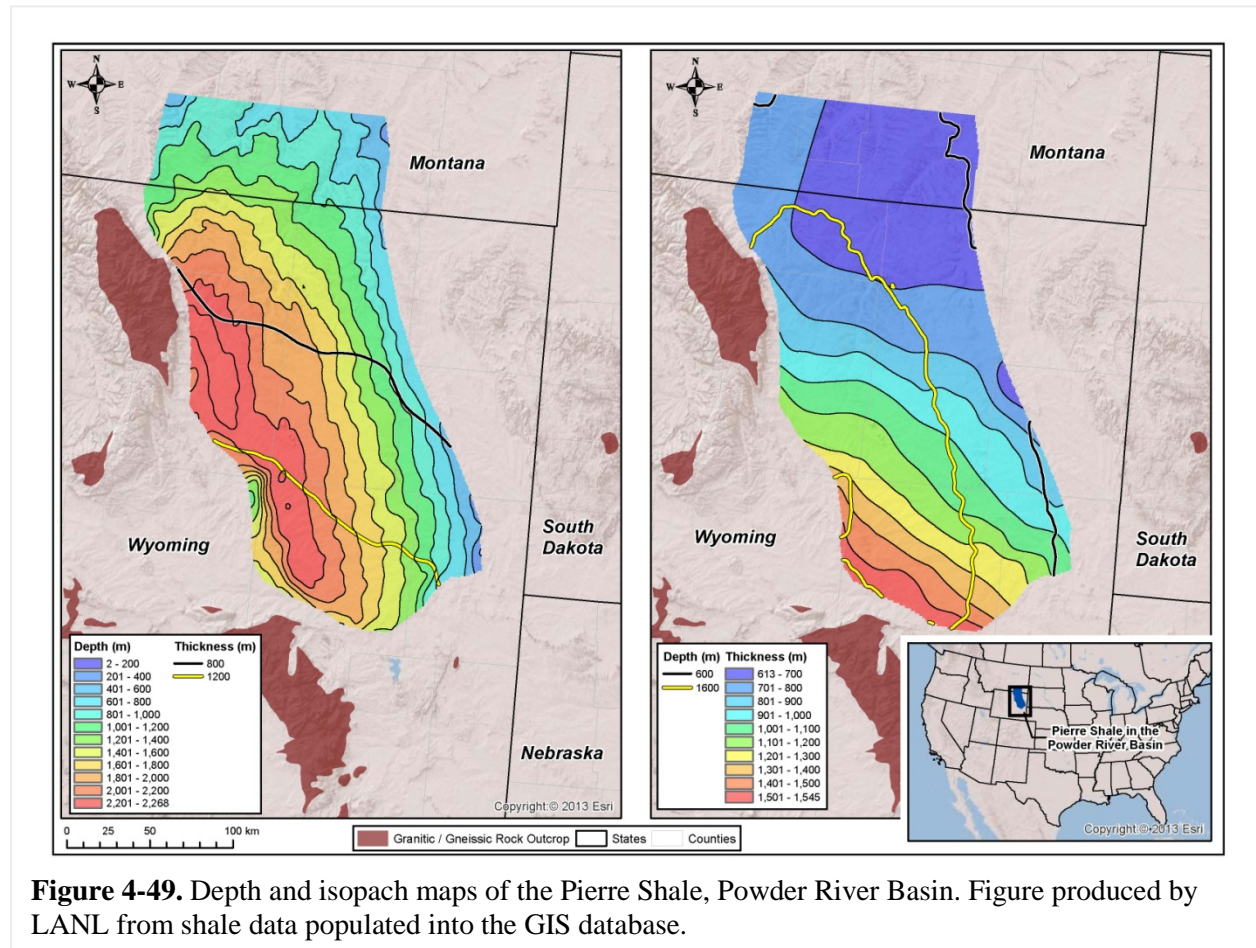 N
W E
S
Montana
Wyoming
South
Dakota
Nebraska
Depth (m) Thickness (m)
2 - 200 800
201 - 400 1200
401 - 600
601 - 800
801 - 1,000
1,001 - 1,200
1,201 - 1,400
1,401 - 1,600
1,601 - 1,800
1,801 - 2,000
2,001 - 2,200
2,201 - 2,268
Copyright:© 2013 Esri
N
W E
S
Montana
Wyoming
South
Dakota
Depth (m) Thickness (m)
600 613 - 700
1600 701 - 800
801 - 900
901 - 1,000
1,001 - 1,100
1,101 - 1,200
1,201 - 1,300
1,301 - 1,400
1,401 - 1,500
1,501 - 1,545
Pierre Shale in the
Powder River Basin
Copyright:© 2013 Esri
0 25 50 100 km
Granitic / Gneissic Rock Outcrop States Counties
Figure 4-49. Depth and isopach maps of the Pierre Shale, Powder River Basin. Figure produced by
LANL from shale data populated into the GIS database.